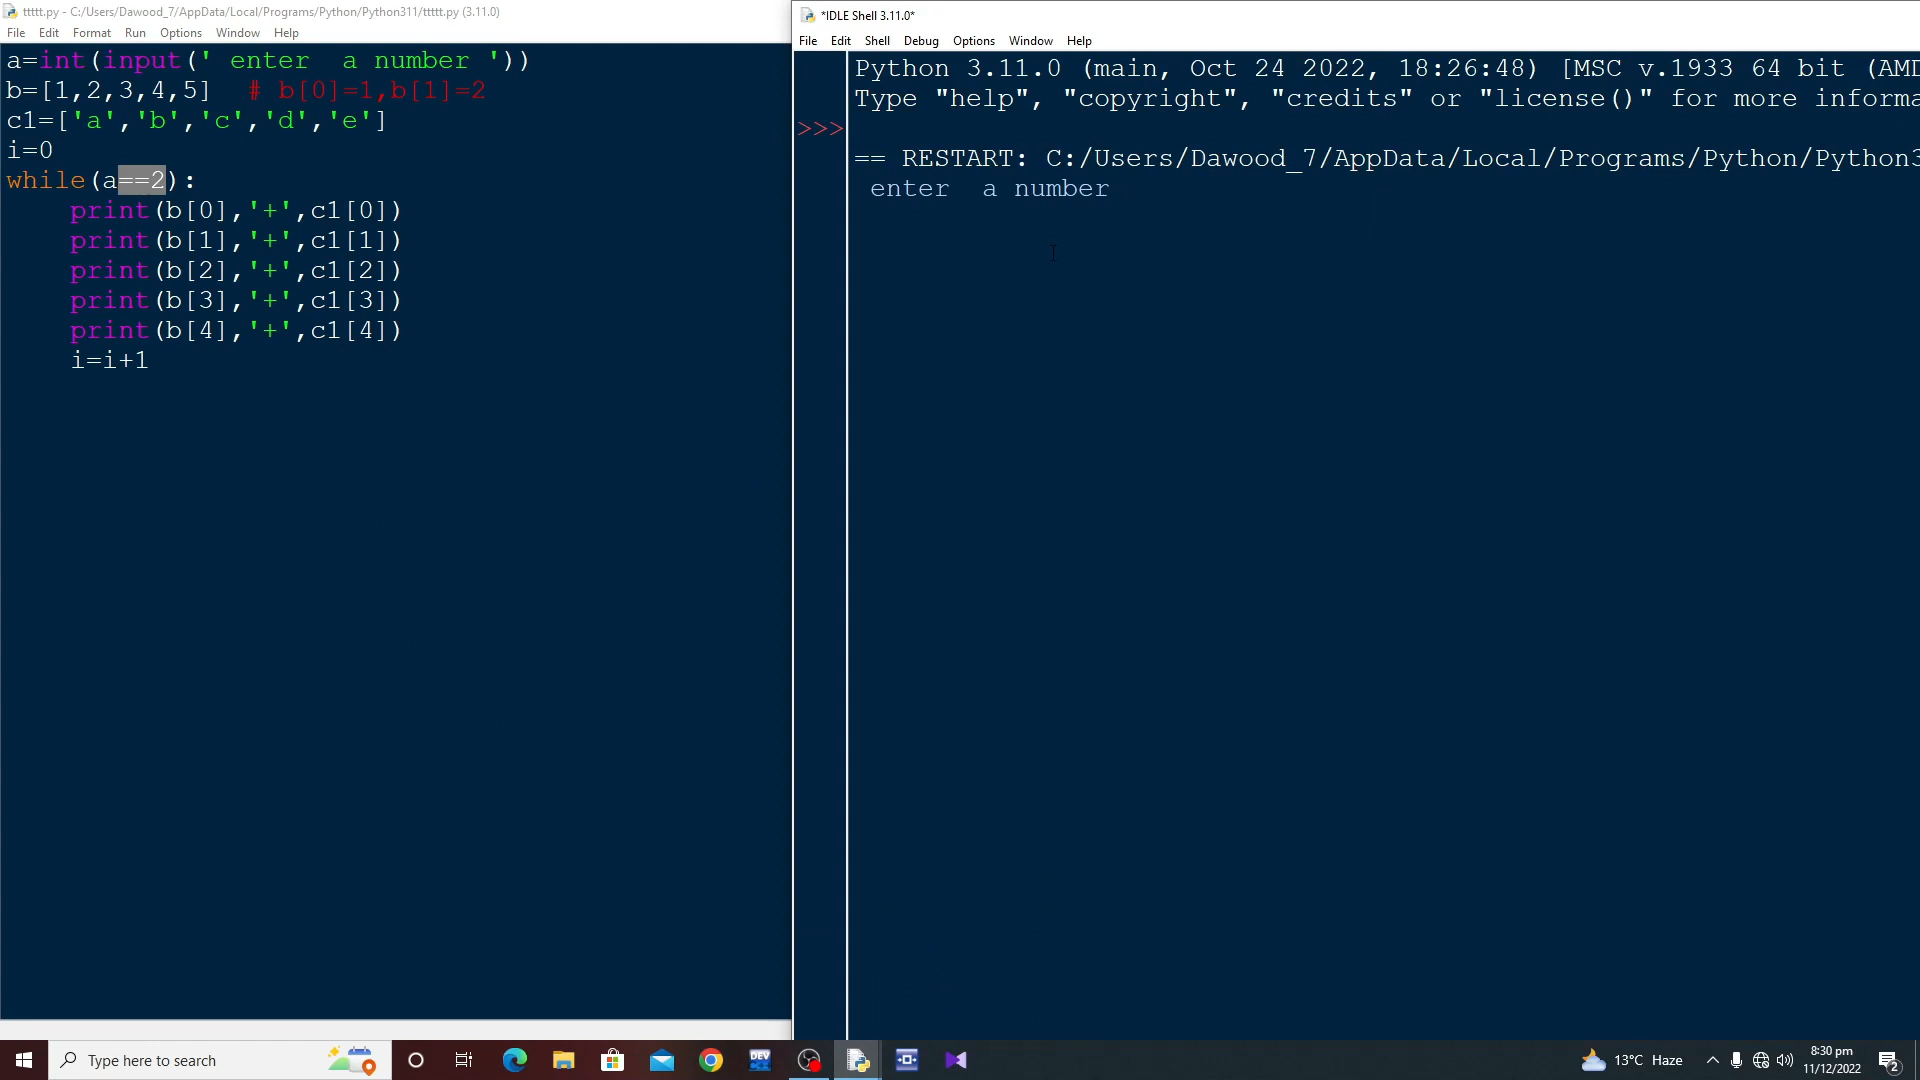 ttttt.py - C:/Users/Dawood_7/AppData/Local/Programs/Python/Python311/ttttt.py (3.11.0)
File Edit Format Run Options Window Help
a=int(input(' enter  a number '))
b=[1,2,3,4,5]  # b[0]=1,b[1]=2
c1=['a','b','c','d','e']
i=0
while(a==2):
    print(b[0],'+',c1[0])
    print(b[1],'+',c1[1])
    print(b[2],'+',c1[2])
    print(b[3],'+',c1[3])
    print(b[4],'+',c1[4])
    i=i+1
*IDLE Shell 3.11.0*
File Edit Shell Debug Options Window Help
Python 3.11.0 (main, Oct 24 2022, 18:26:48) [MSC v.1933 64 bit (AMD
Type "help", "copyright", "credits" or "license()" for more informa
>>>
== RESTART: C:/Users/Dawood_7/AppData/Local/Programs/Python/Python3
 enter  a number
Type here to search
DEV
13°C Haze
8:30 pm
11/12/2022
2